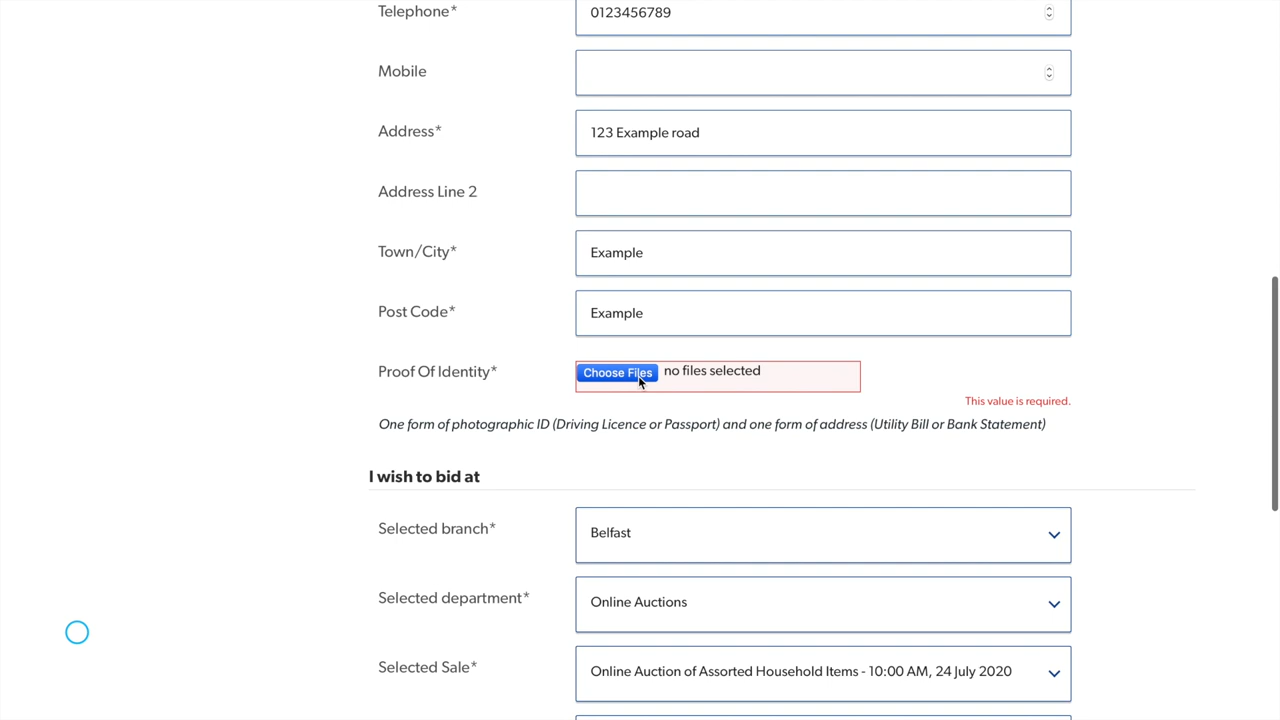 Telephone* 0123456789
Mobile
Address* 123 Example road
Address Line 2
Town/City* Example
Post Code* Example
Proof Of Identity* Choose Files no files selected
This value is required.
One form of photographic ID (Driving Licence or Passport) and one form of address (Utility Bill or Bank Statement)
I wish to bid at
Selected branch* Belfast
Selected department* Online Auctions
Selected Sale* Online Auction of Assorted Household Items - 10:00 AM, 24 July 2020